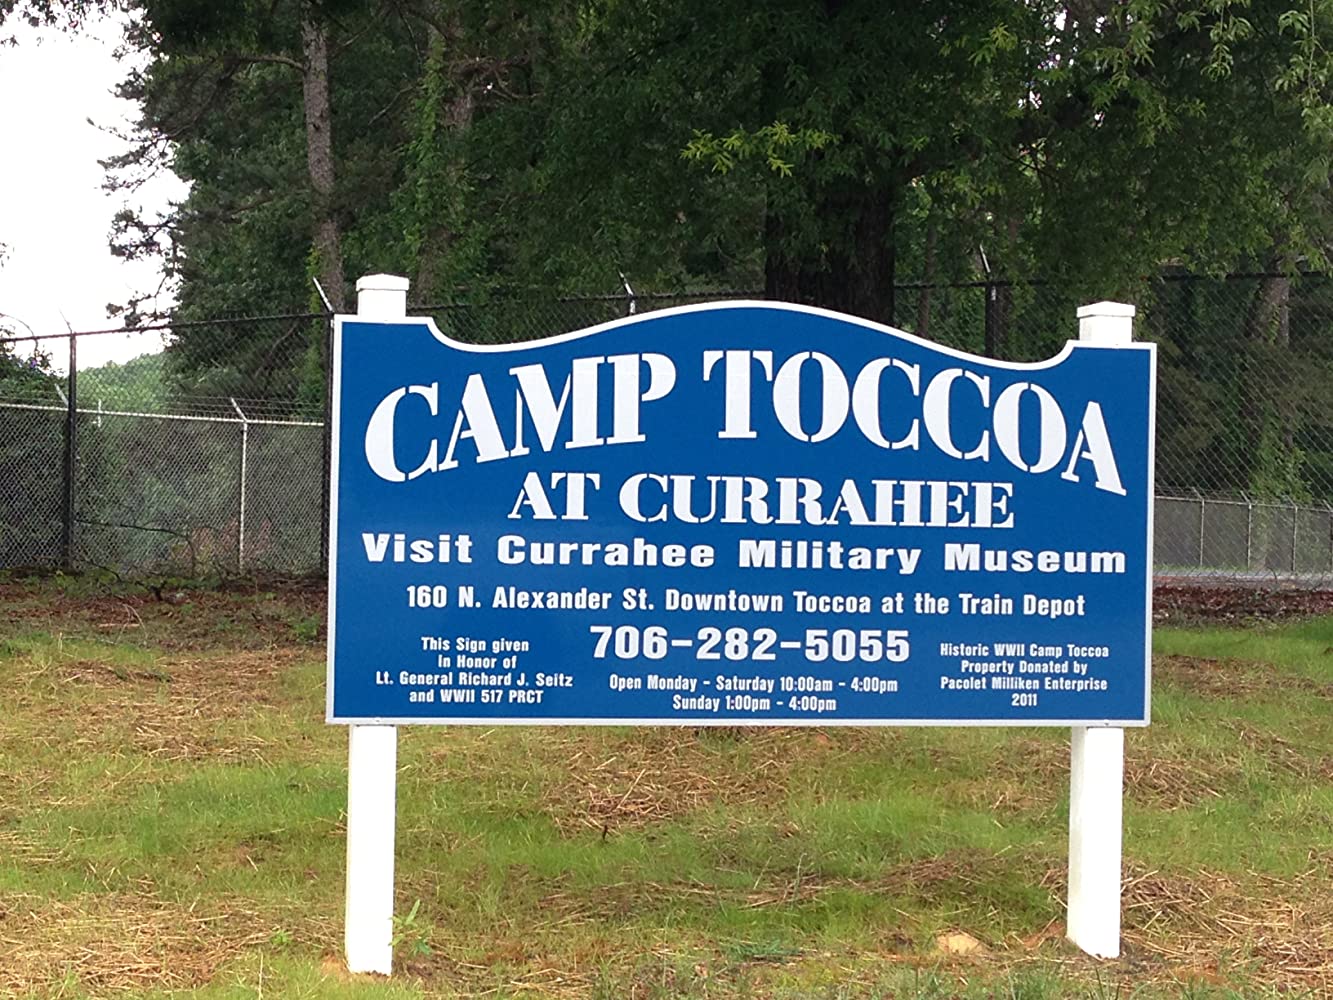 CAMP TOCCOA
AT CURRAHEE
Visit Currahee Military Museum
160 N. Alexander St. Downtown Toccoa at the Train Depot
706-282-5055
This Sign given
in Honor of
Lt. General Richard J. Seitz
and WWII 517 PRCT
Open Monday - Saturday 10:00am - 4:00pm
Sunday 1:00pm - 4:00pm
Historic WWII Camp Toccoa
Property Donated by
Pacolet Milliken Enterprise
2011